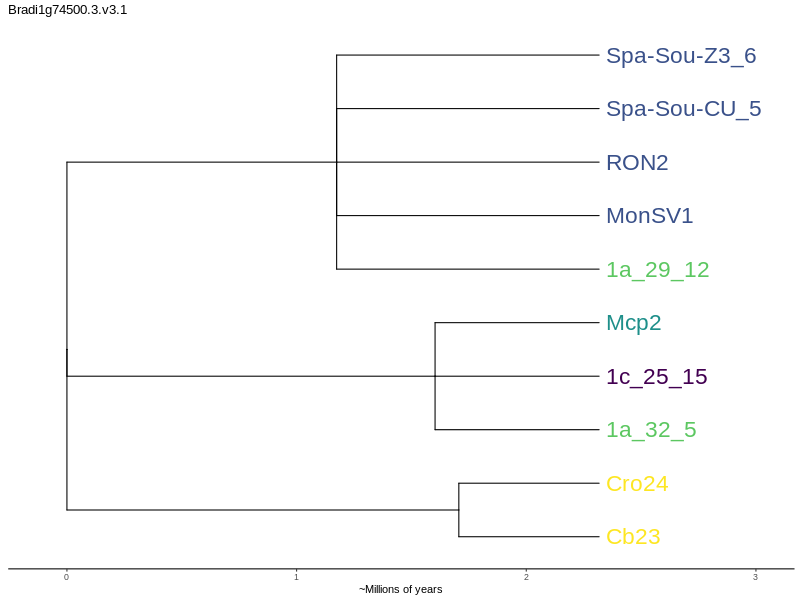 Bradi1g74500.3.v3.1
Spa-Sou-Z3_6
Spa-Sou-CU_5
RON2
MonSV1
1a_29_12
Mcp2
1c_25_15
1a_32_5
Cro24
Cb23
0 1 2 3
~Millions of years